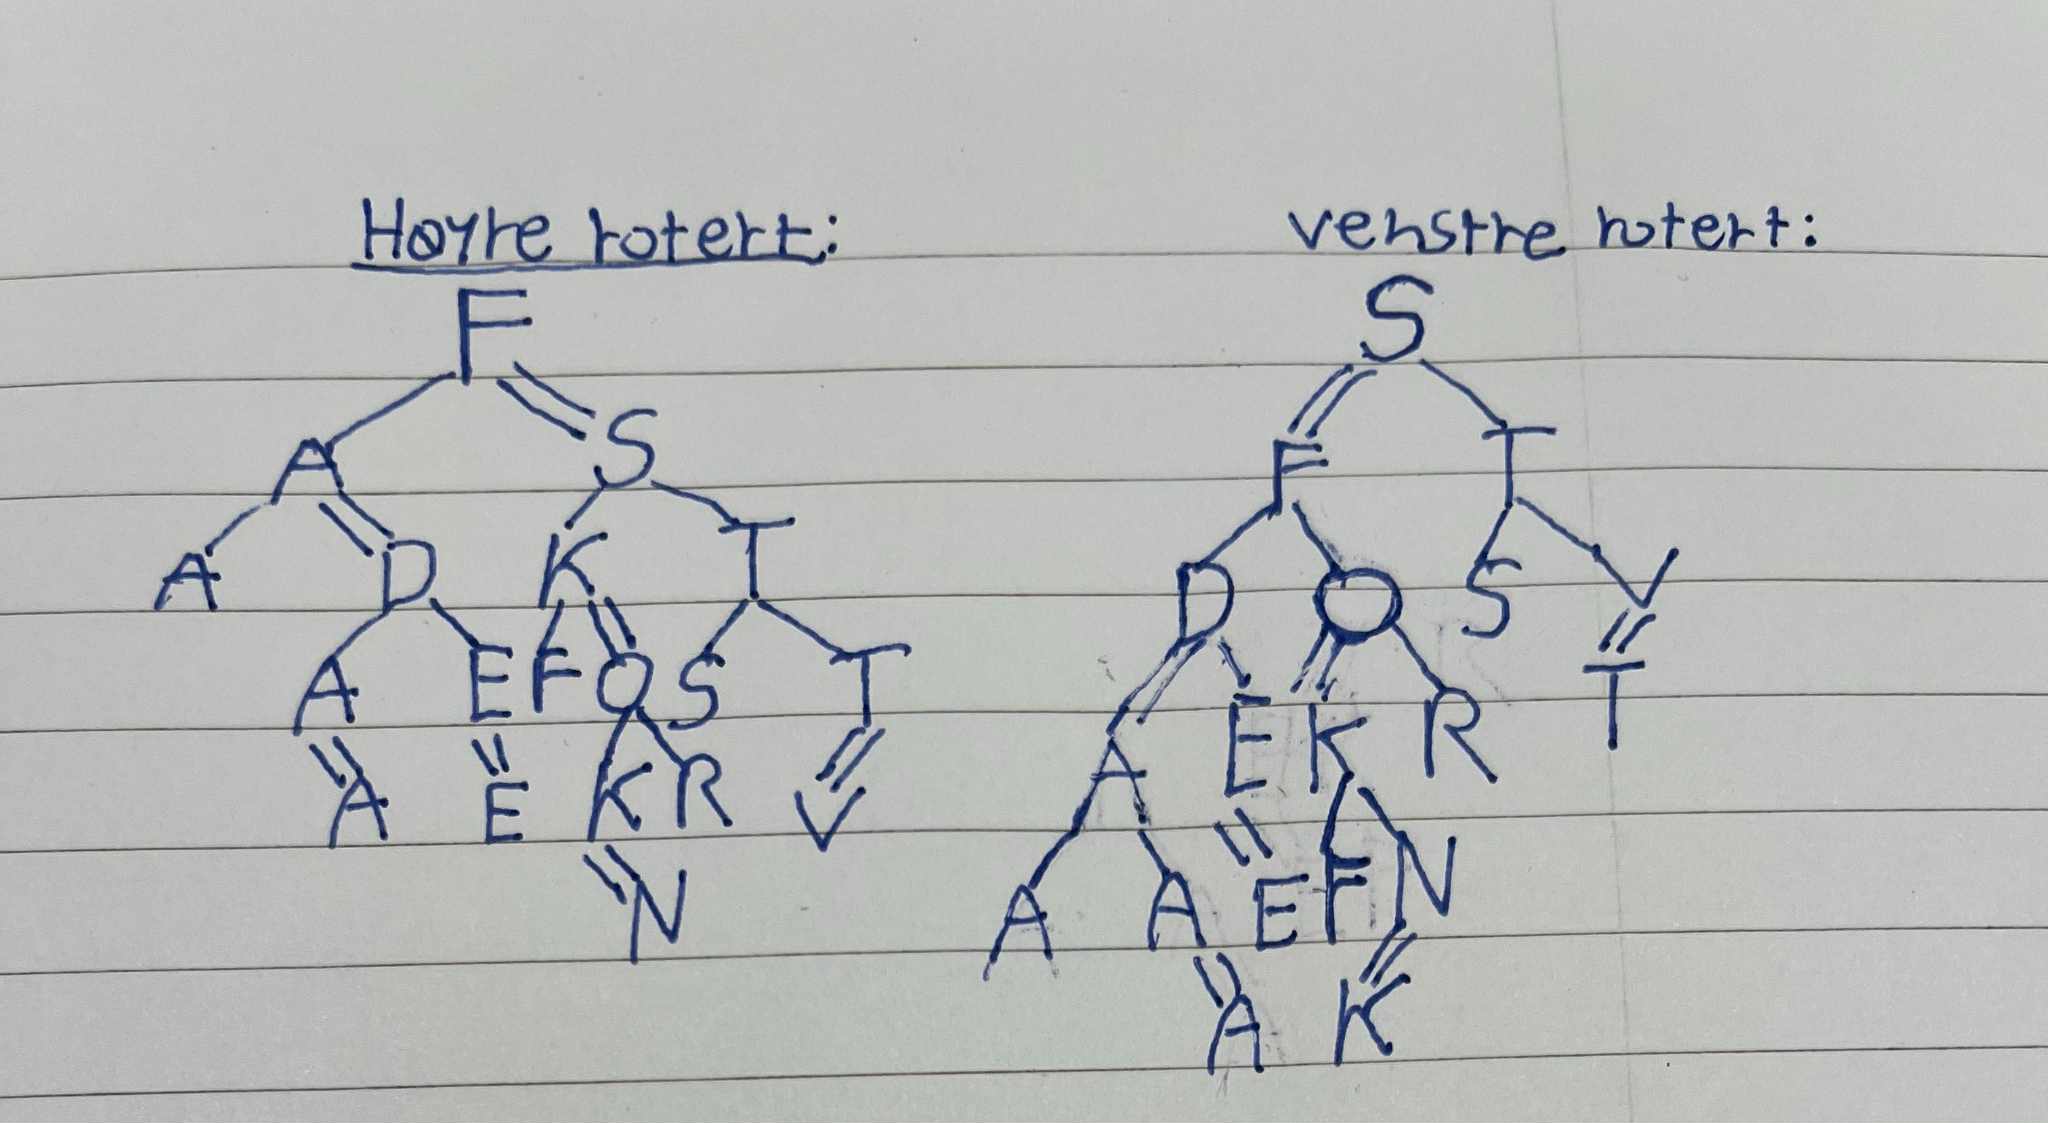 Høyre rotert: venstre rotert:
F S
A S F T
A D K T D O S V
A E F O S T A E K R T
A E K R V A A E F N
N A K